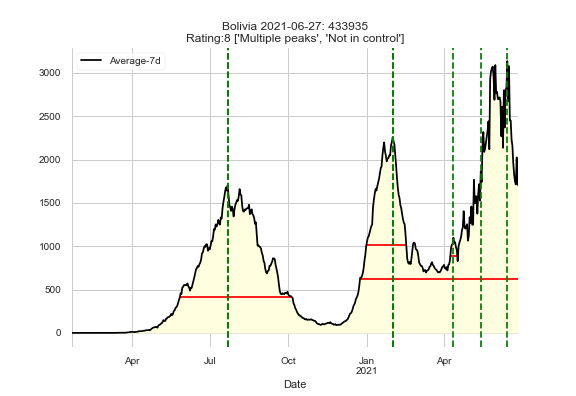 Bolivia 2021-06-27: 433935
Rating:8 ['Multiple peaks', 'Not in control']
Average-7d
3000
2500
2000
1500
1000
500
0
Apr
Jul
Oct
Jan
2021
Apr
Date